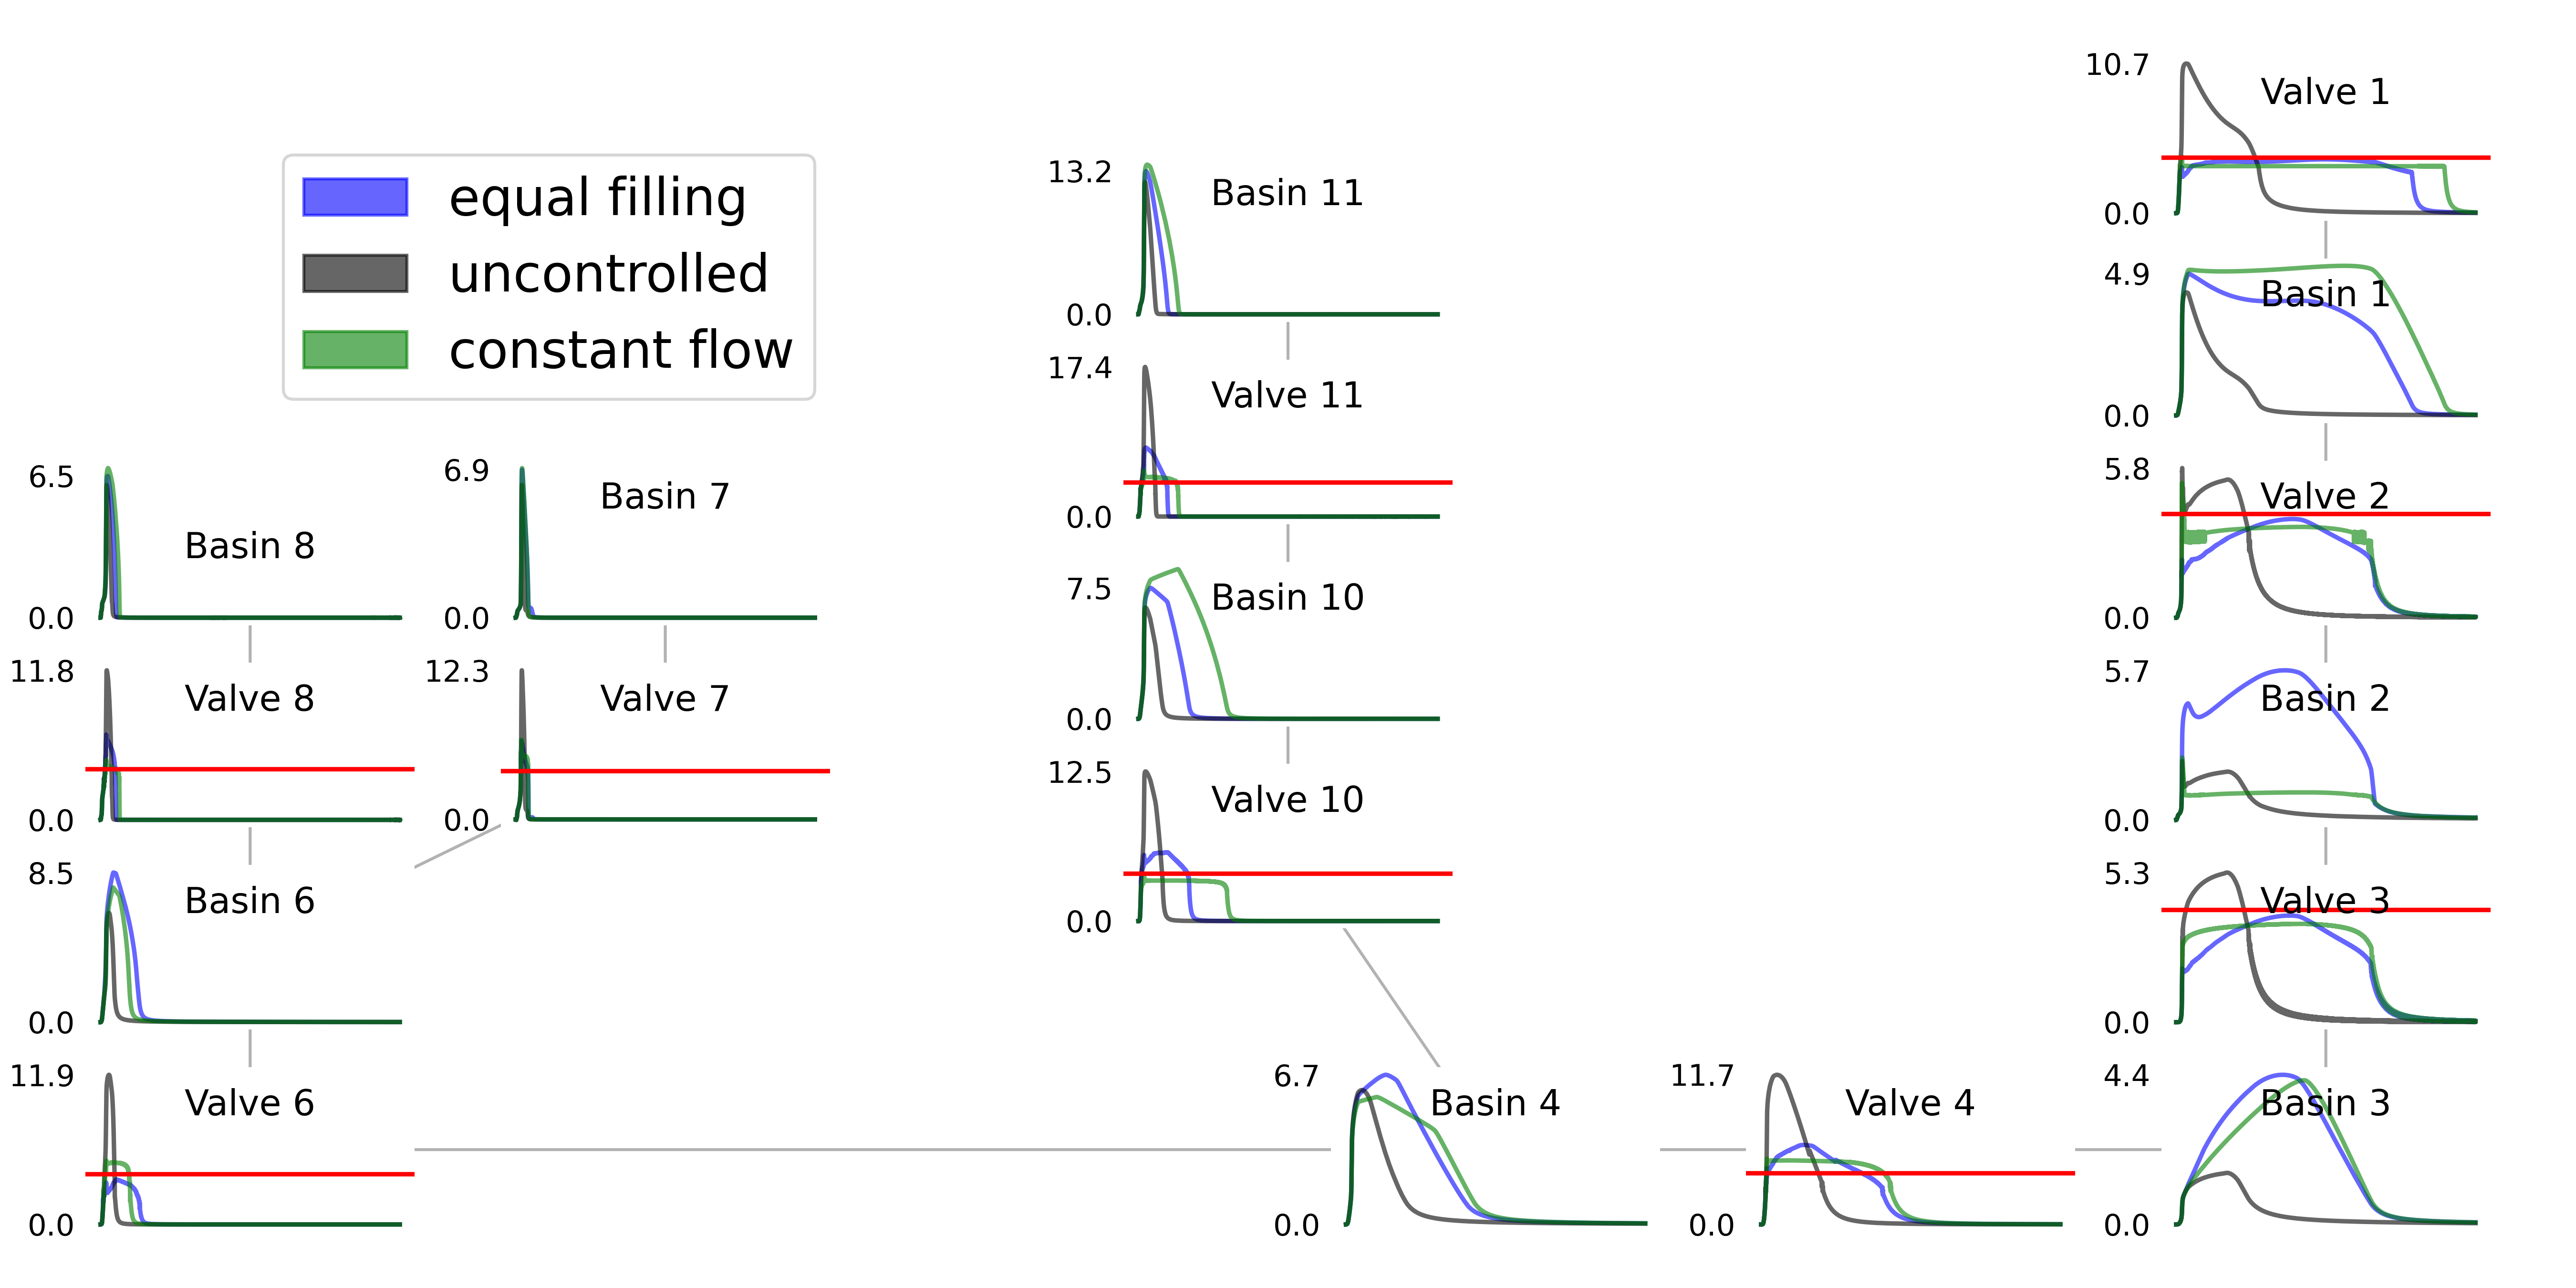 equal filling
uncontrolled
constant flow
6.5
Basin 8
0.0
11.8
Valve 8
0.0
8.5
Basin 6
0.0
11.9
Valve 6
0.0
6.9
Basin 7
0.0
12.3
Valve 7
0.0
13.2
Basin 11
0.0
17.4
Valve 11
0.0
7.5
Basin 10
0.0
12.5
Valve 10
0.0
6.7
Basin 4
0.0
11.7
Valve 4
0.0
10.7
Valve 1
0.0
4.9
Basin 1
0.0
5.8
Valve 2
0.0
5.7
Basin 2
0.0
5.3
Valve 3
0.0
4.4
Basin 3
0.0